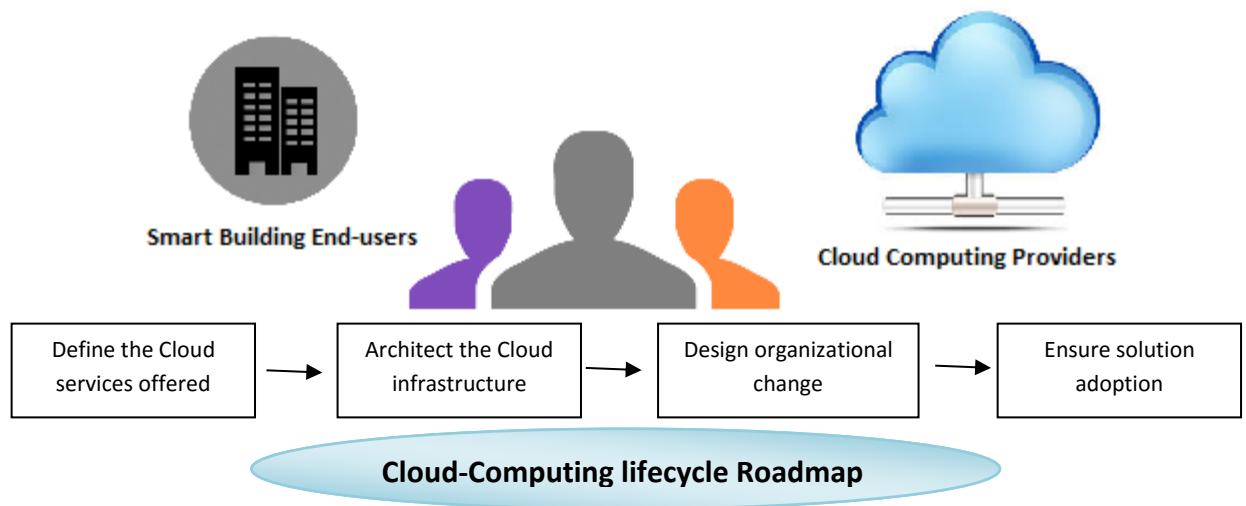 Smart Building End-users
Cloud Computing Providers
Define the Cloud
services offered
Architect the Cloud
infrastructure
Design organizational
change
Ensure solution
adoption
Cloud-Computing lifecycle Roadmap